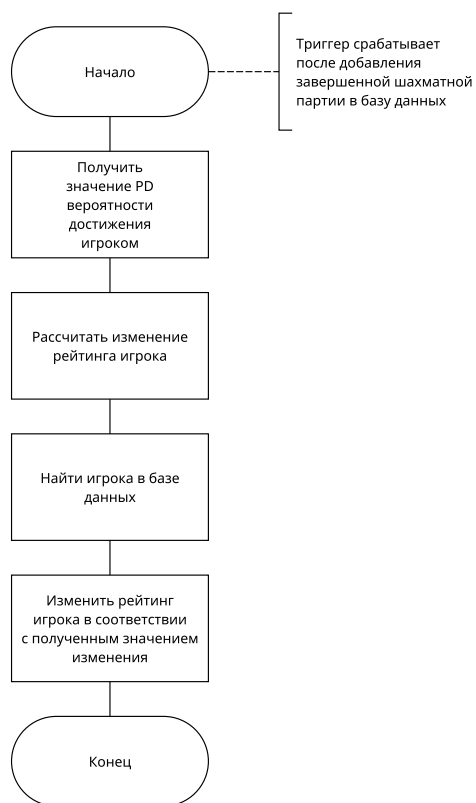 Начало
Триггер срабатывает
после добавления
завершенной шахматной
партии в базу данных
Получить
значение PD
вероятности
достижения
игроком
Рассчитать изменение
рейтинга игрока
Найти игрока в базе
данных
Изменить рейтинг
игрока в соответствии
с полученным значением
изменения
Конец